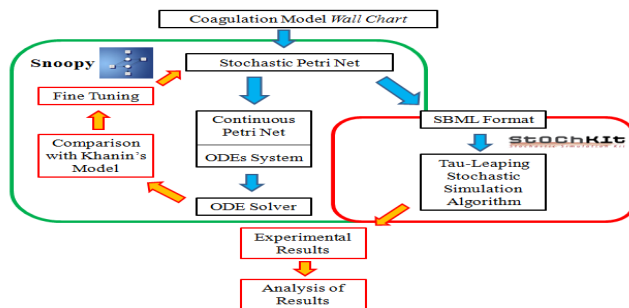 Coagulation Model Wall Chart
Snoopy
Stochastic Petri Net
Fine Tuning
Continuous
Petri Net
ODEs System
SBML Format
STOCHKIT
Comparison
with Khanin's
Model
Tau-Leaping
Stochastic
Simulation
Algorithm
ODE Solver
Experimental
Results
Analysis of
Results